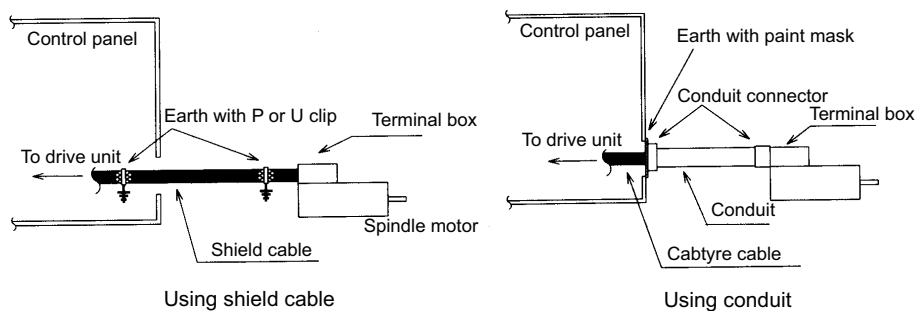 Control panel
Earth with P or U clip
Terminal box
To drive unit
Spindle motor
Shield cable
Using shield cable
Control panel
Earth with paint mask
Conduit connector
Terminal box
To drive unit
Conduit
Cabtyre cable
Using conduit